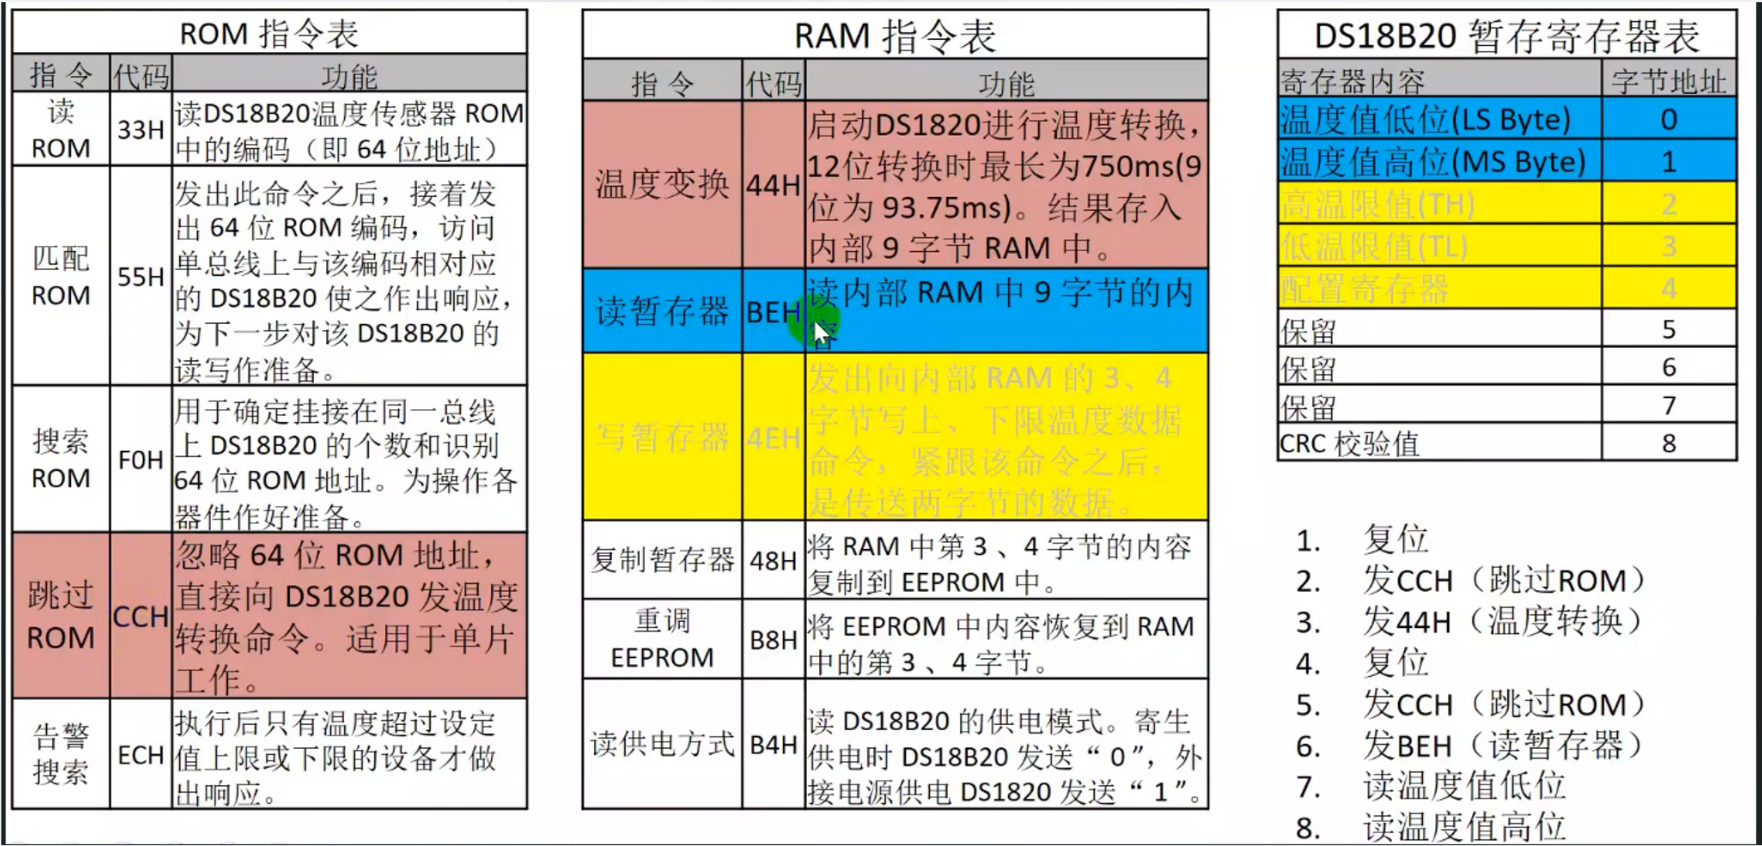 ROM 指令表
指 令 代码 功能
读
ROM
33H
读DS18B20温度传感器 ROM
中的编码（即 64 位地址）
匹配
ROM
55H
发出此命令之后，接着发
出 64 位 ROM 编码，访问
单总线上与该编码相对应
的 DS18B20 使之作出响应，
为下一步对该 DS18B20 的
读写作准备。
搜索
ROM
F0H
用于确定挂接在同一总线
上 DS18B20 的个数和识别
64 位 ROM 地址。为操作各
器件作好准备。
跳过
ROM
CCH
忽略 64 位 ROM 地址，
直接向 DS18B20 发温度
转换命令。适用于单片
工作。
告警
搜索
ECH
执行后只有温度超过设定
值上限或下限的设备才做
出响应。
RAM 指令表
指 令 代码 功能
温度变换
44H
启动DS1820进行温度转换，
12位转换时最长为750ms(9
位为 93.75ms)。结果存入
内部 9 字节 RAM 中。
读暂存器
BEH
读内部 RAM 中 9 字节的内
容
写暂存器
4EH
发出向内部 RAM 的 3、4
字节写上、下限温度数据
命令，紧跟该命令之后，
是传送两字节的数据。
复制暂存器
48H
将 RAM 中第 3 、4 字节的内容
复制到 EEPROM 中。
重调
EEPROM
B8H
将 EEPROM 中内容恢复到 RAM
中的第 3 、4 字节。
读供电方式
B4H
读 DS18B20 的供电模式。寄生
供电时 DS18B20 发送“ 0 ”，外
接电源供电 DS1820 发送“ 1 ”。
DS18B20 暂存寄存器表
寄存器内容 字节地址
温度值低位(LS Byte) 0
温度值高位(MS Byte) 1
高温限值(TH) 2
低温限值(TL) 3
配置寄存器 4
保留 5
保留 6
保留 7
CRC 校验值 8
1. 复位
2. 发CCH（跳过ROM）
3. 发44H（温度转换）
4. 复位
5. 发CCH（跳过ROM）
6. 发BEH（读暂存器）
7. 读温度值低位
8. 读温度值高位